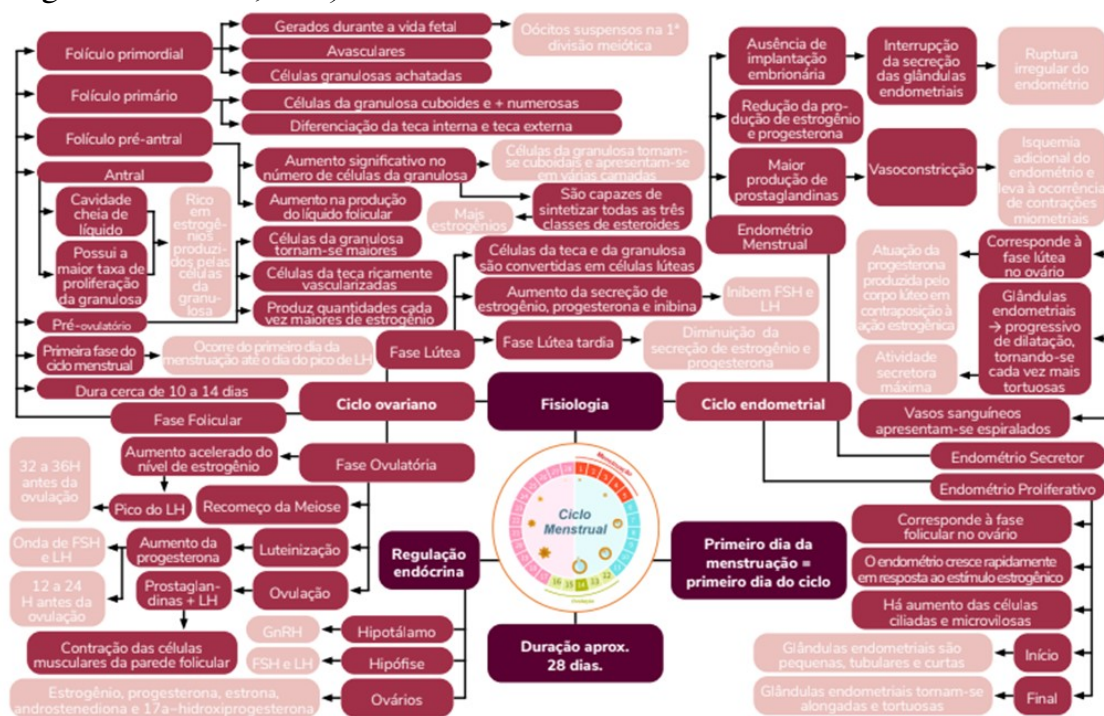 Folículo primordial
Gerados durante a vida fetal
Oócitos suspensos na 1ª
divisão meiótica
Avasculares
Células granulosas achatadas
Folículo primário
Células da granulosa cuboides e + numerosas
Diferenciação da teca interna e teca externa
Folículo pré-antral
Aumento significativo no
número de células da granulosa
Células da granulosa tornam-
se cuboidais e apresentam-se
em várias camadas
São capazes de
sintetizar todas as três
classes de esteroides
Mais
estrogênios
Aumento na produção
do líquido folicular
Antral
Cavidade
cheia de
líquido
Possui a
maior taxa de
proliferação
da granulosa
Rico
em
estrogê-
nios
produzi-
dos pelas
células
da
granu-
losa
Pré-ovulatório
Células da granulosa
tornam-se maiores
Células da teca ricamente
vascularizadas
Produz quantidades cada
vez maiores de estrogênio
Primeira fase do
ciclo menstrual
Ocorre do primeiro dia da
menstruação até o dia do pico de LH
Dura cerca de 10 a 14 dias
Fase Folicular
Células da teca e da granulosa
são convertidas em células lúteas
Aumento da secreção de
estrogênio, progesterona e inibina
Inibem FSH e
LH
Fase Lútea
Fase Lútea tardia
Diminuição da
secreção de estrogênio e
progesterona
Ciclo ovariano
Fisiologia
Ciclo endometrial
Ausência de
implantação
embrionária
Interrupção
da secreção
das glândulas
endometriais
Ruptura
irregular do
endométrio
Redução da pro-
dução de estrogênio
e progesterona
Maior
produção de
prostaglandinas
Vasoconstricção
Isquemia
adicional do
endométrio e
leva à ocorrência
de contrações
miometriais
Endométrio
Menstrual
Atuação da
progesterona
produzida pelo
corpo lúteo em
contraposição à
ação estrogênica
Corresponde à
fase lútea
no ovário
Glândulas
endometriais
→ progressivo
de dilatação,
tornando-se
cada vez mais
tortuosas
Atividade
secretora
máxima
Vasos sanguíneos
apresentam-se espiralados
Endométrio Secretor
Endométrio Proliferativo
Corresponde à fase
folicular no ovário
O endométrio cresce rapidamente
em resposta ao estímulo estrogênico
Há aumento das células
ciliadas e microvilosas
Glândulas endometriais são
pequenas, tubulares e curtas
Início
Glândulas endometriais tornam-se
alongadas e tortuosas
Final
Fase Ovulatória
Aumento acelerado do
nível de estrogênio
32 a 36H
antes da
ovulação
Pico do LH
Recomeço da Meiose
Luteinização
Aumento da
progesterona
Onda de FSH
e LH
12 a 24
H antes da
ovulação
Ovulação
Prostaglan-
dinas + LH
Contração das células
musculares da parede folicular
Regulação
endócrina
Hipotálamo
GnRH
Hipófise
FSH e LH
Ovários
Estrogênio, progesterona, estrona,
androstenediona e 17a-hidroxiprogesterona
Menstruação
Ciclo
Menstrual
Primeiro dia da
menstruação =
primeiro dia do ciclo
Duração aprox.
28 dias.